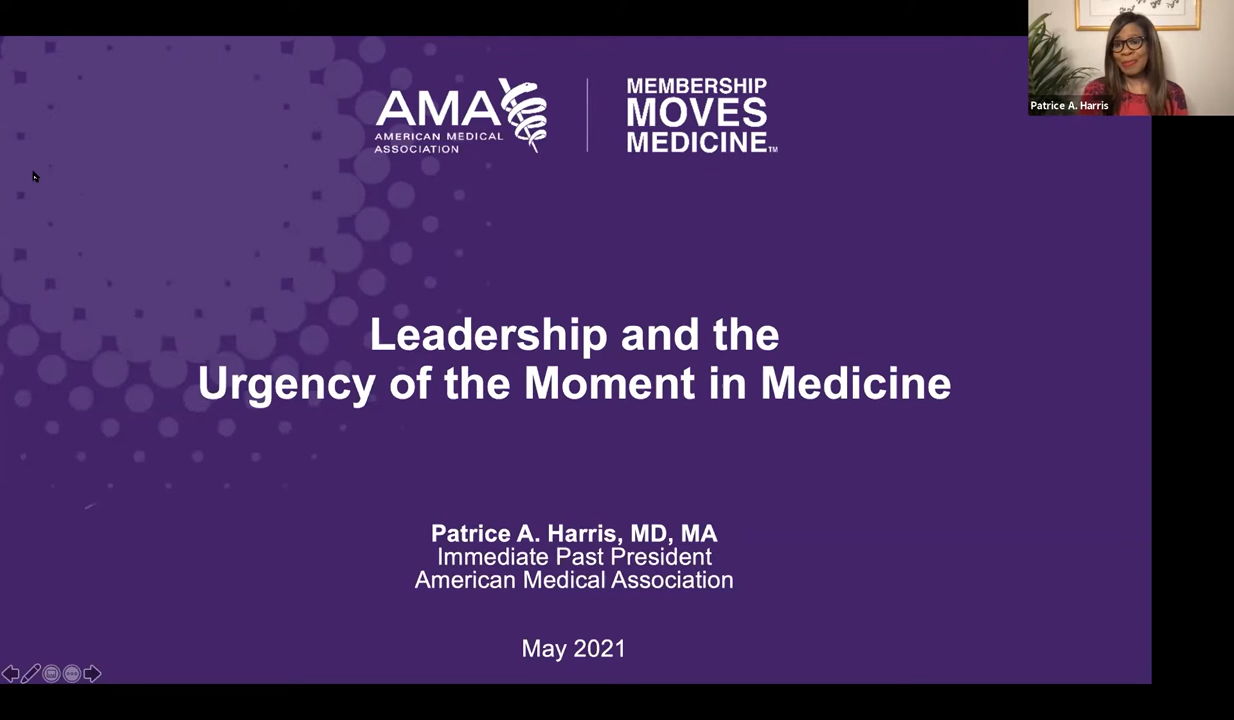 AMA
AMERICAN MEDICAL
ASSOCIATION
MEMBERSHIP
MOVES
MEDICINE™
Patrice A. Harris
Leadership and the
Urgency of the Moment in Medicine
Patrice A. Harris, MD, MA
Immediate Past President
American Medical Association
May 2021